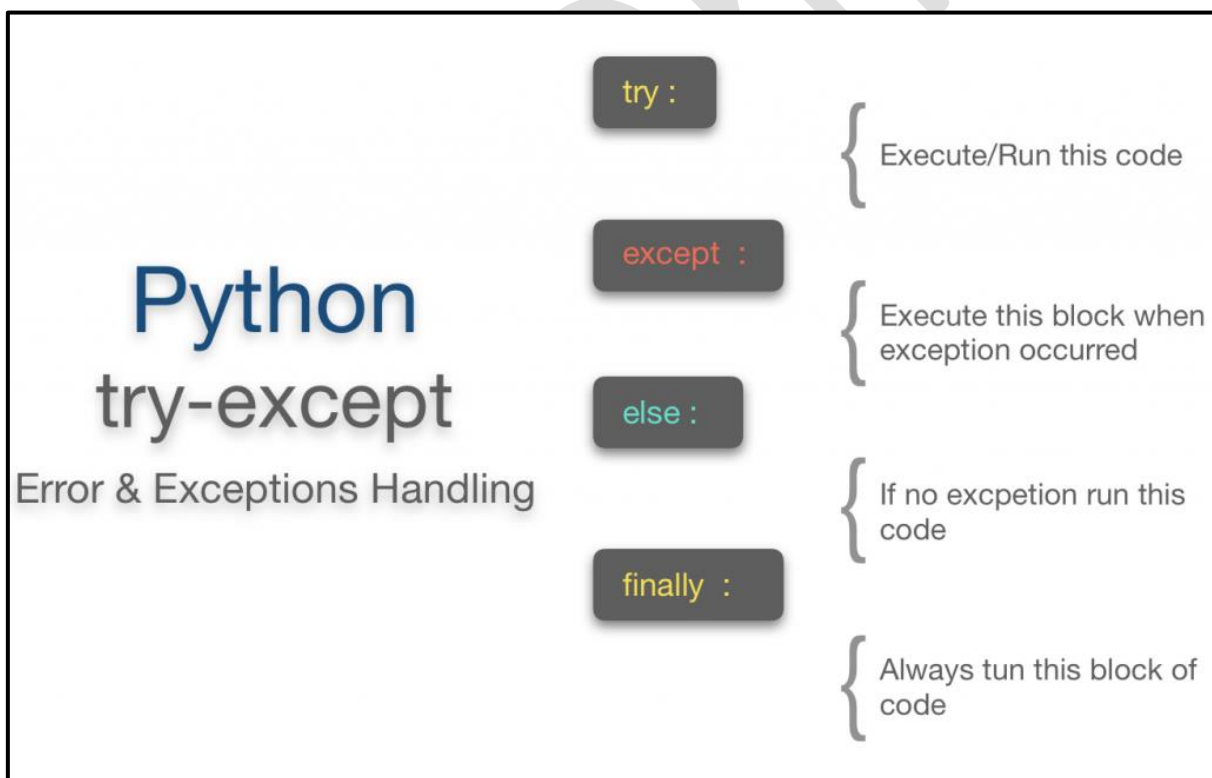 Python
try-except
Error & Exceptions Handling
try :
Execute/Run this code
except :
Execute this block when
exception occurred
else :
If no excpetion run this
code
finally :
Always tun this block of
code